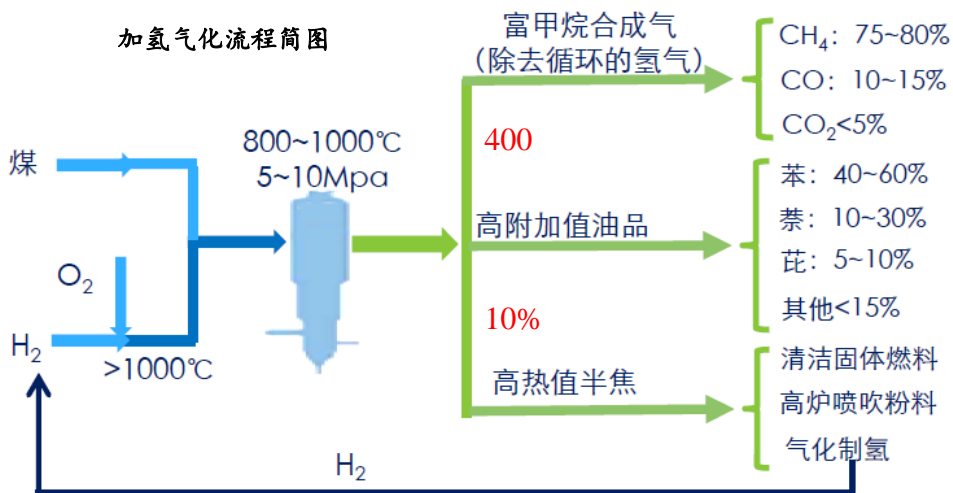 加氢气化流程简图
煤
O₂
H₂
>1000℃
800~1000℃
5~10Mpa
富甲烷合成气
（除去循环的氢气）
400
高附加值油品
10%
高热值半焦
CH₄：75~80%
CO：10~15%
CO₂<5%
苯：40~60%
萘：10~30%
芘：5~10%
其他<15%
清洁固体燃料
高炉喷吹粉料
气化制氢
H₂